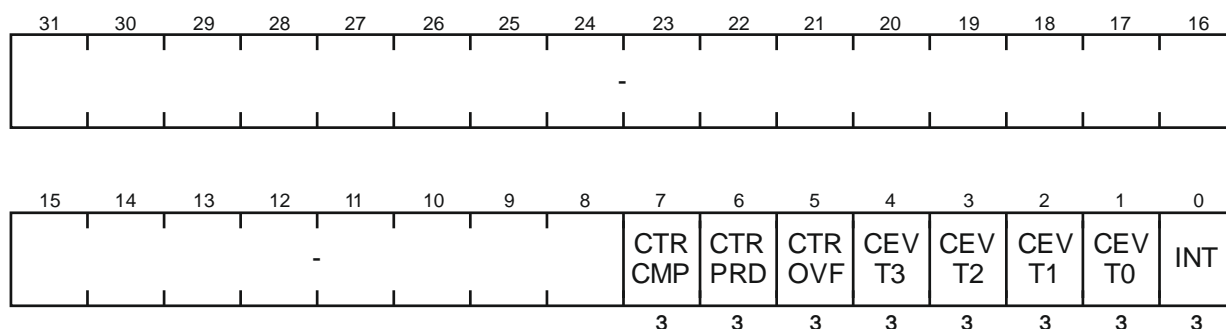 31 30 29 28 27 26 25 24 23 22 21 20 19 18 17 16
-
15 14 13 12 11 10 9 8 7 6 5 4 3 2 1 0
- CTR CTR CTR CEV CEV CEV CEV INT
CMP PRD OVF T3 T2 T1 T0
3 3 3 3 3 3 3 3